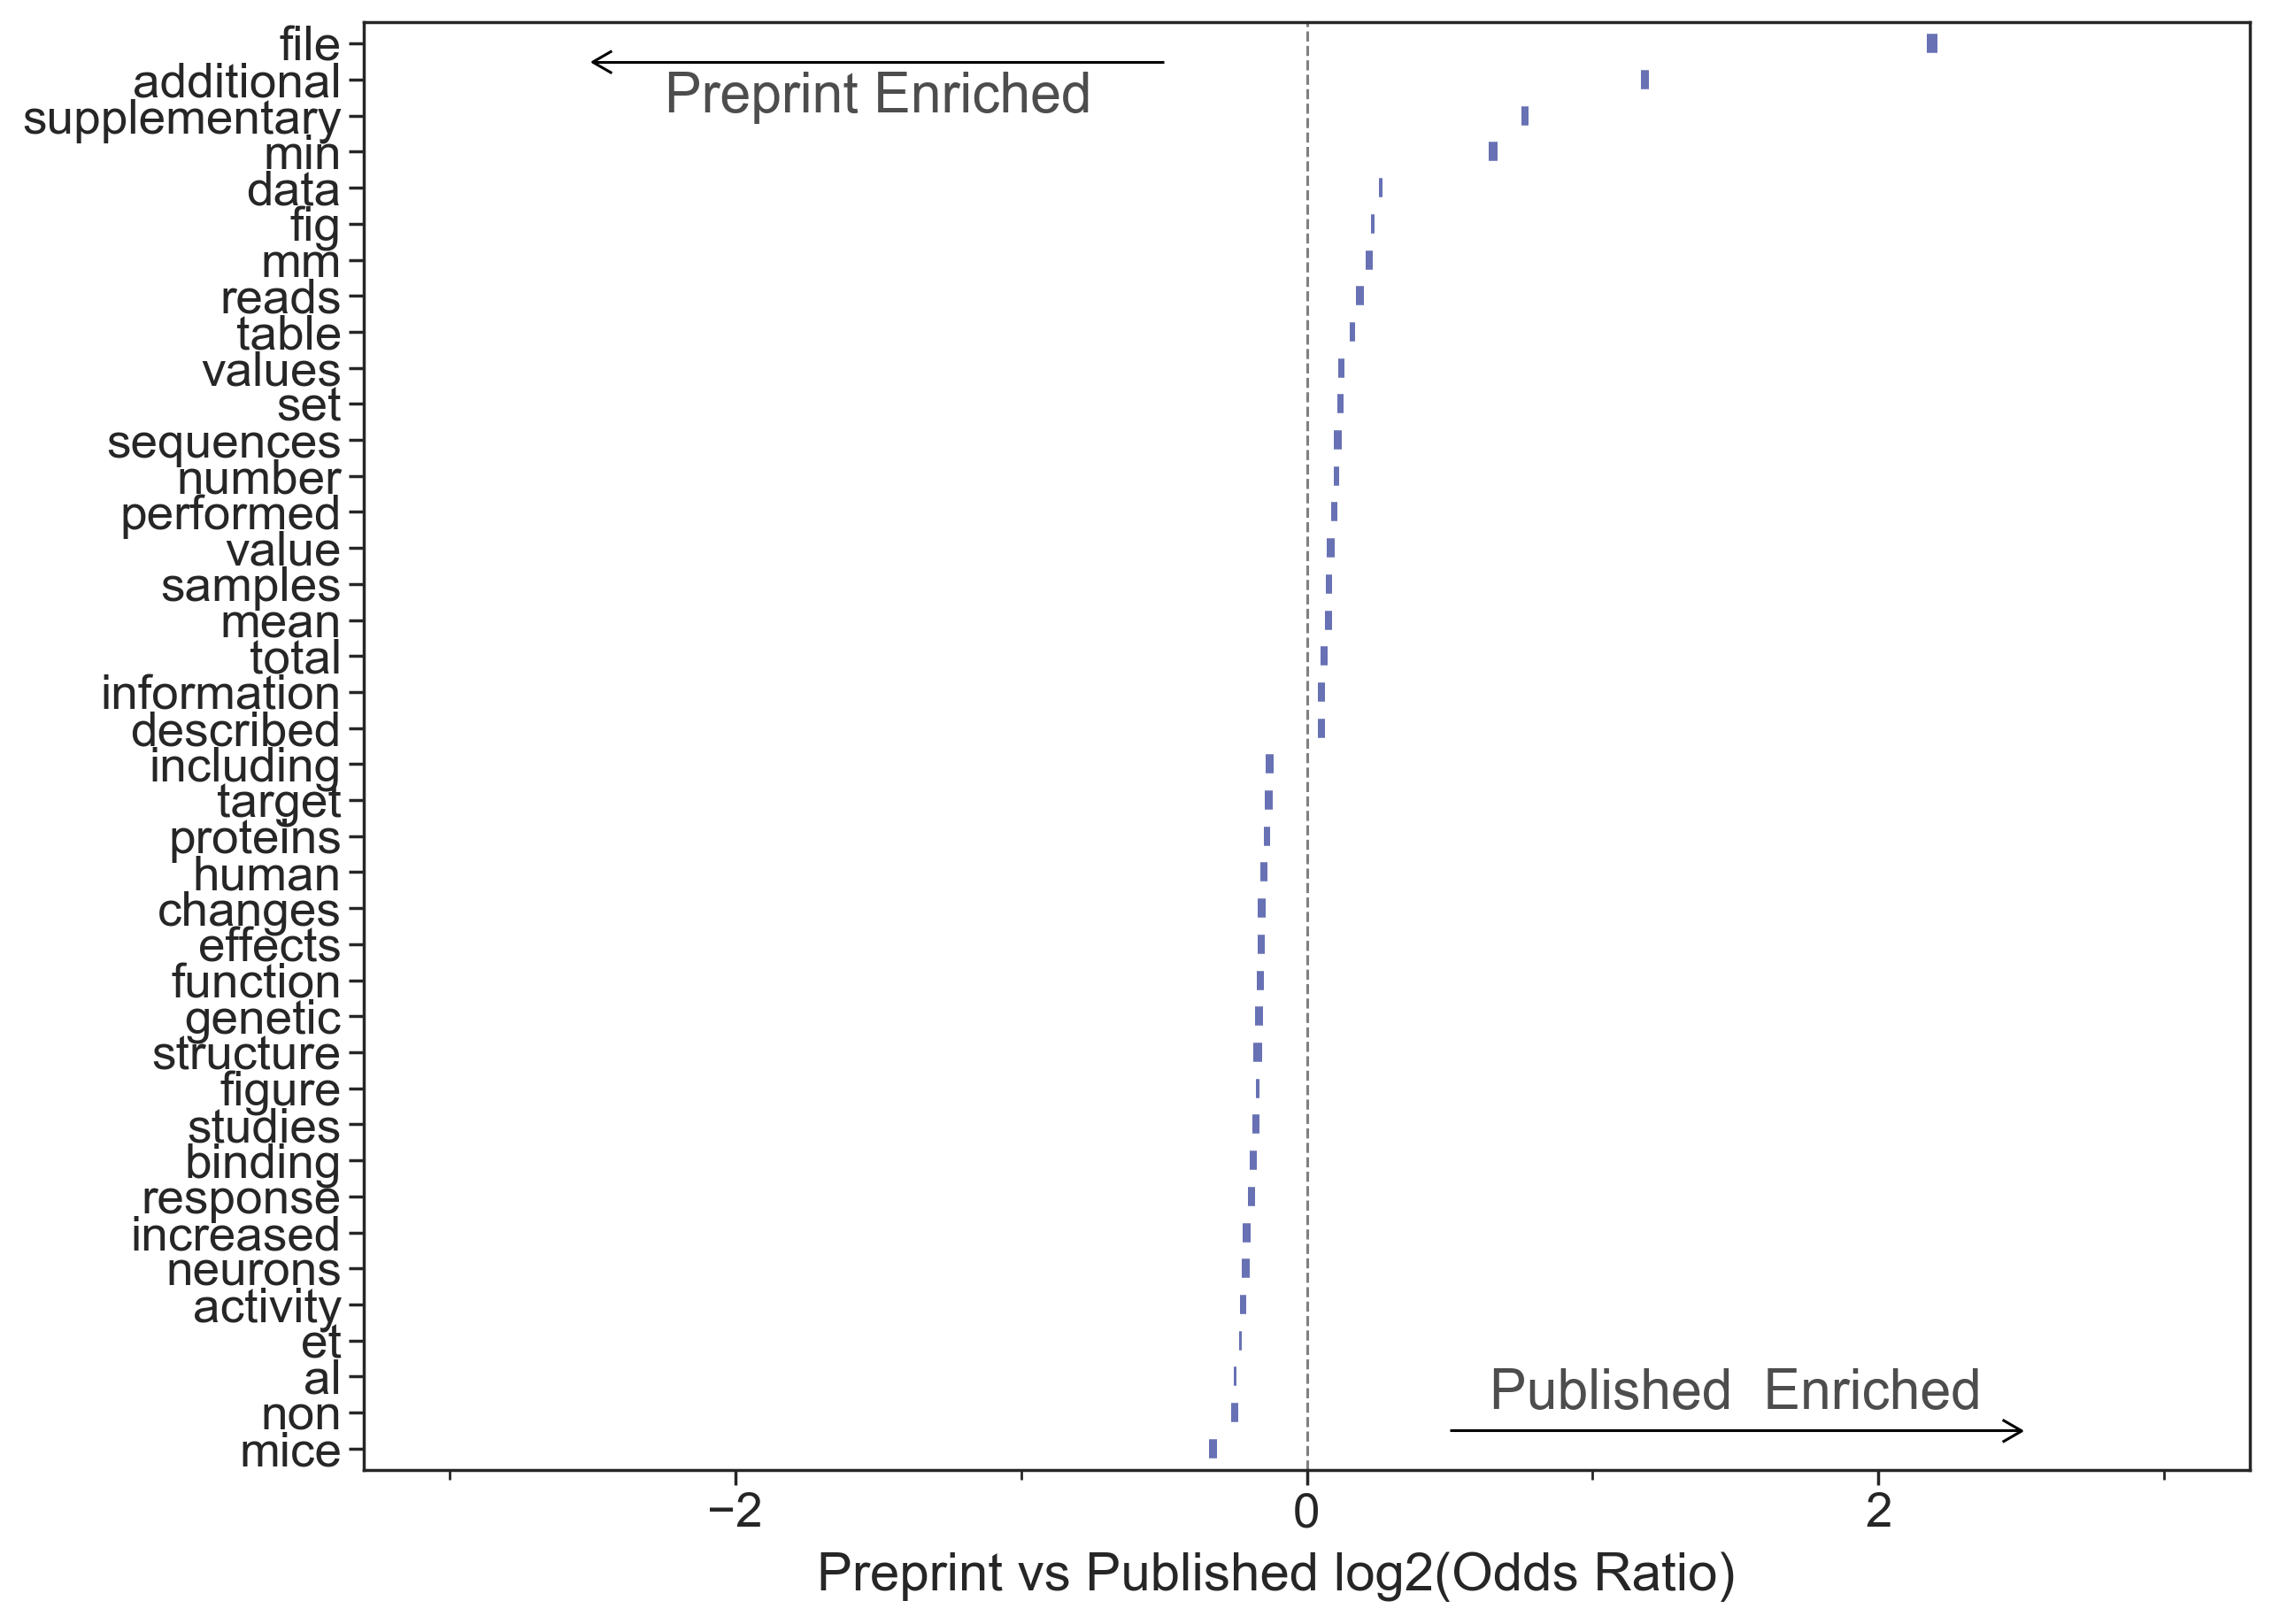 file
Preprint Enriched
additional
supplementary
min
data
fig
mm
reads
table
values
set
sequences
number
performed
value
samples
mean
total
information
described
including
target
proteins
human
changes
effects
function
genetic
structure
figure
studies
binding
response
increased
neurons
activity
et
al
Published  Enriched
non
mice
−2 0 2
Preprint vs Published log2(Odds Ratio)